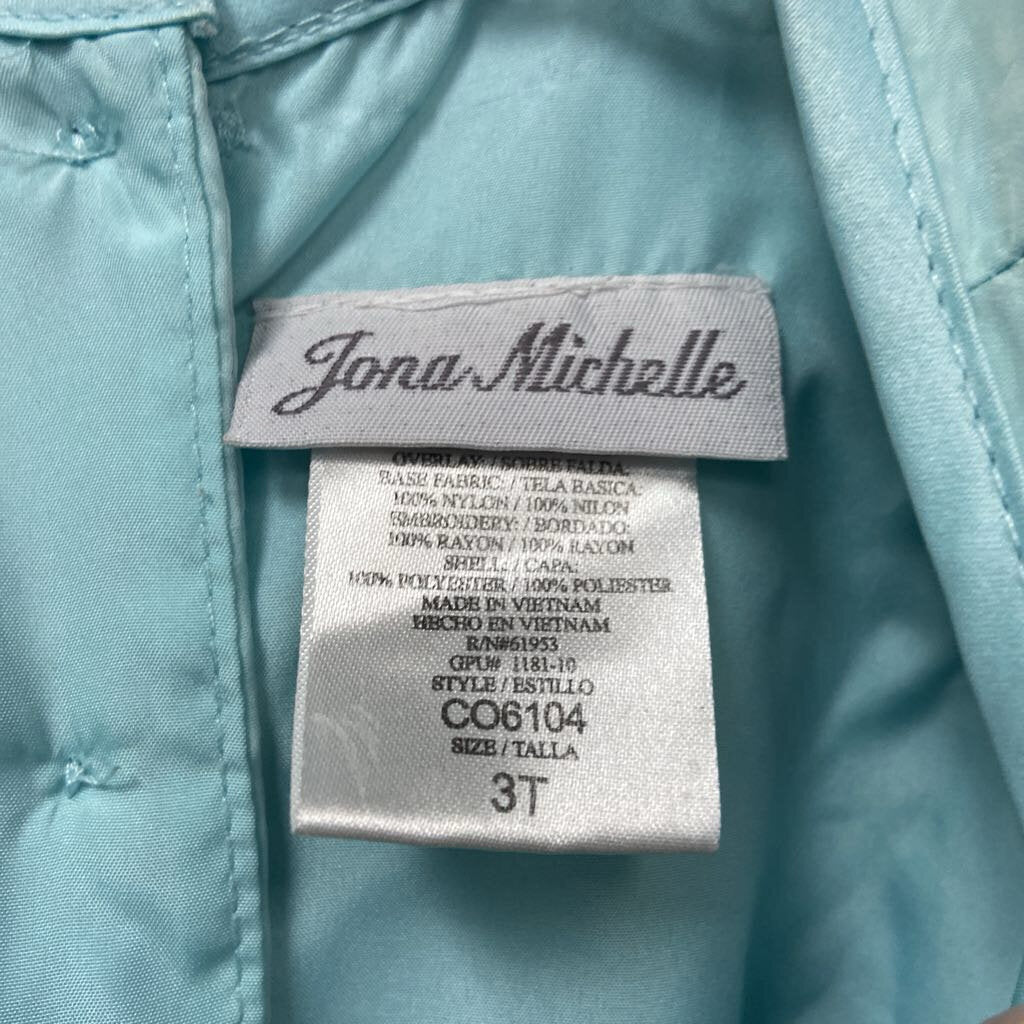 Jona Michelle
OVERLAY: / SOBRE FALDA:
BASE FABRIC: / TELA BASICA:
100% NYLON / 100% NILON
EMBROIDERY: / BORDADO:
100% RAYON / 100% RAYON
SHELL: / CAPA:
100% POLYESTER / 100% POLIESTER
MADE IN VIETNAM
HECHO EN VIETNAM
R/N#61953
GPU# 1181-10
STYLE / ESTILLO
CO6104
SIZE / TALLA
3T